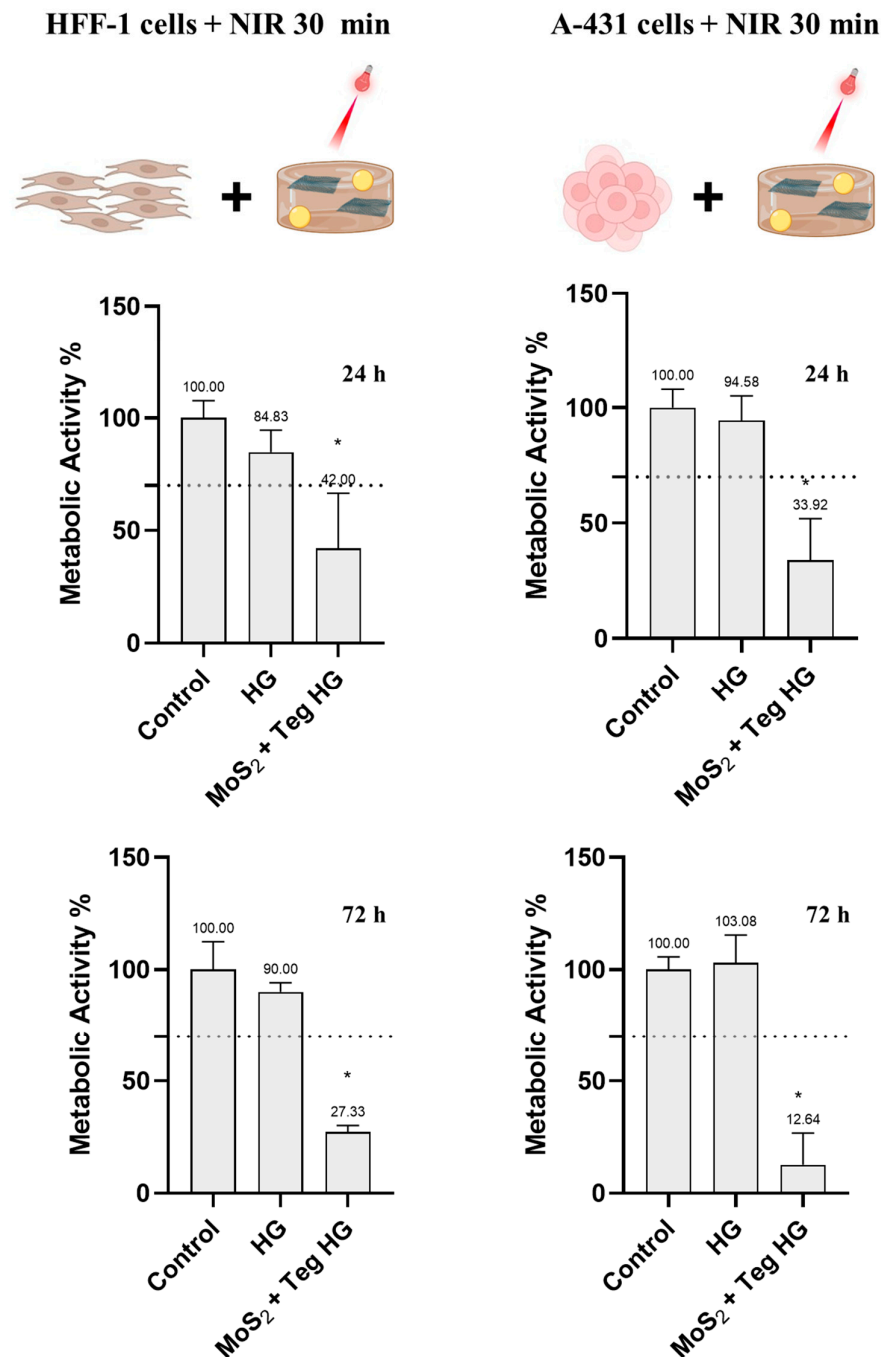 HFF-1 cells + NIR 30 min
A-431 cells + NIR 30 min
+
+
Metabolic Activity %
150
100
50
0
24 h
100.00
84.83
*
42.00
Control
HG
MoS₂ + Teg HG
Metabolic Activity %
150
100
50
0
24 h
100.00
94.58
*
33.92
Control
HG
MoS₂ + Teg HG
Metabolic Activity %
150
100
50
0
72 h
100.00
90.00
*
27.33
Control
HG
MoS₂ + Teg HG
Metabolic Activity %
150
100
50
0
72 h
100.00
103.08
*
12.64
Control
HG
MoS₂ + Teg HG